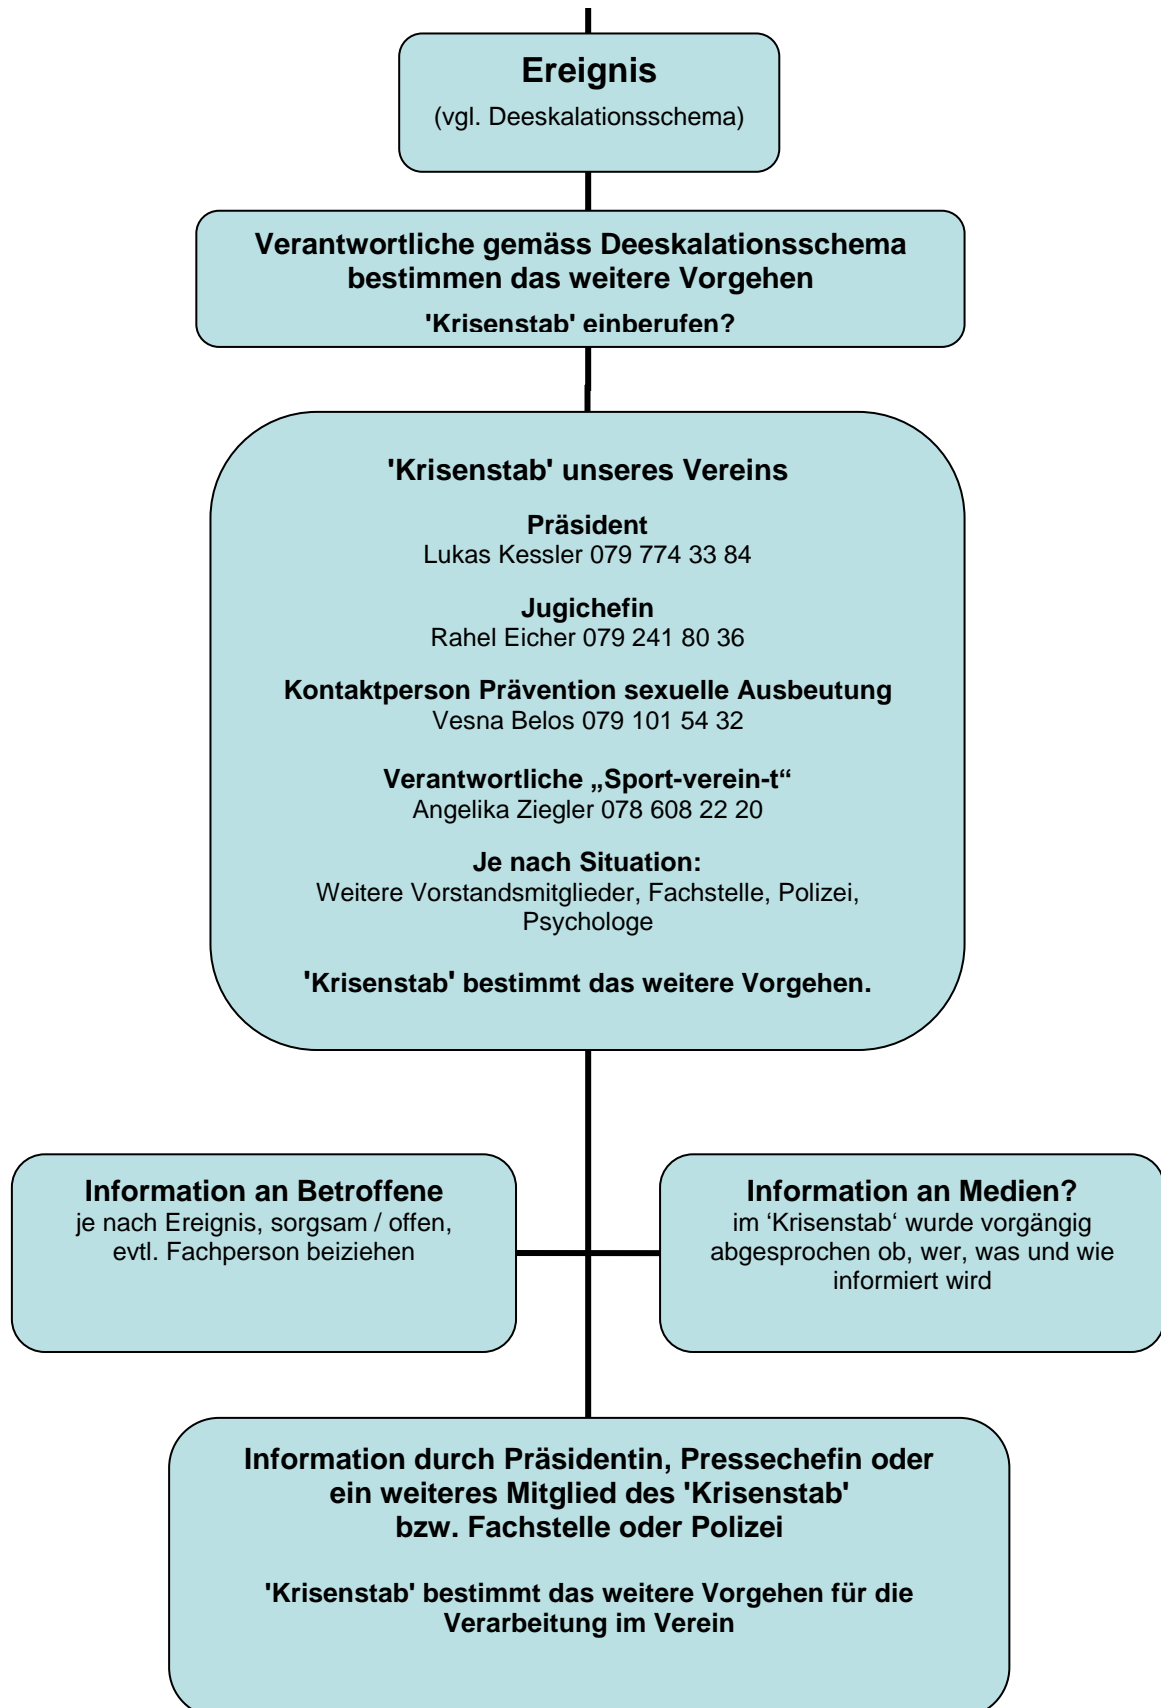 Ereignis
(vgl. Deeskalationsschema)
Verantwortliche gemäss Deeskalationsschema
bestimmen das weitere Vorgehen
'Krisenstab' einberufen?
'Krisenstab' unseres Vereins
Präsident
Lukas Kessler 079 774 33 84
Jugichefin
Rahel Eicher 079 241 80 36
Kontaktperson Prävention sexuelle Ausbeutung
Vesna Belos 079 101 54 32
Verantwortliche „Sport-verein-t“
Angelika Ziegler 078 608 22 20
Je nach Situation:
Weitere Vorstandsmitglieder, Fachstelle, Polizei,
Psychologe
'Krisenstab' bestimmt das weitere Vorgehen.
Information an Betroffene
je nach Ereignis, sorgsam / offen,
evtl. Fachperson beiziehen
Information an Medien?
im ‘Krisenstab‘ wurde vorgängig
abgesprochen ob, wer, was und wie
informiert wird
Information durch Präsidentin, Pressechefin oder
ein weiteres Mitglied des 'Krisenstab'
bzw. Fachstelle oder Polizei
'Krisenstab' bestimmt das weitere Vorgehen für die
Verarbeitung im Verein